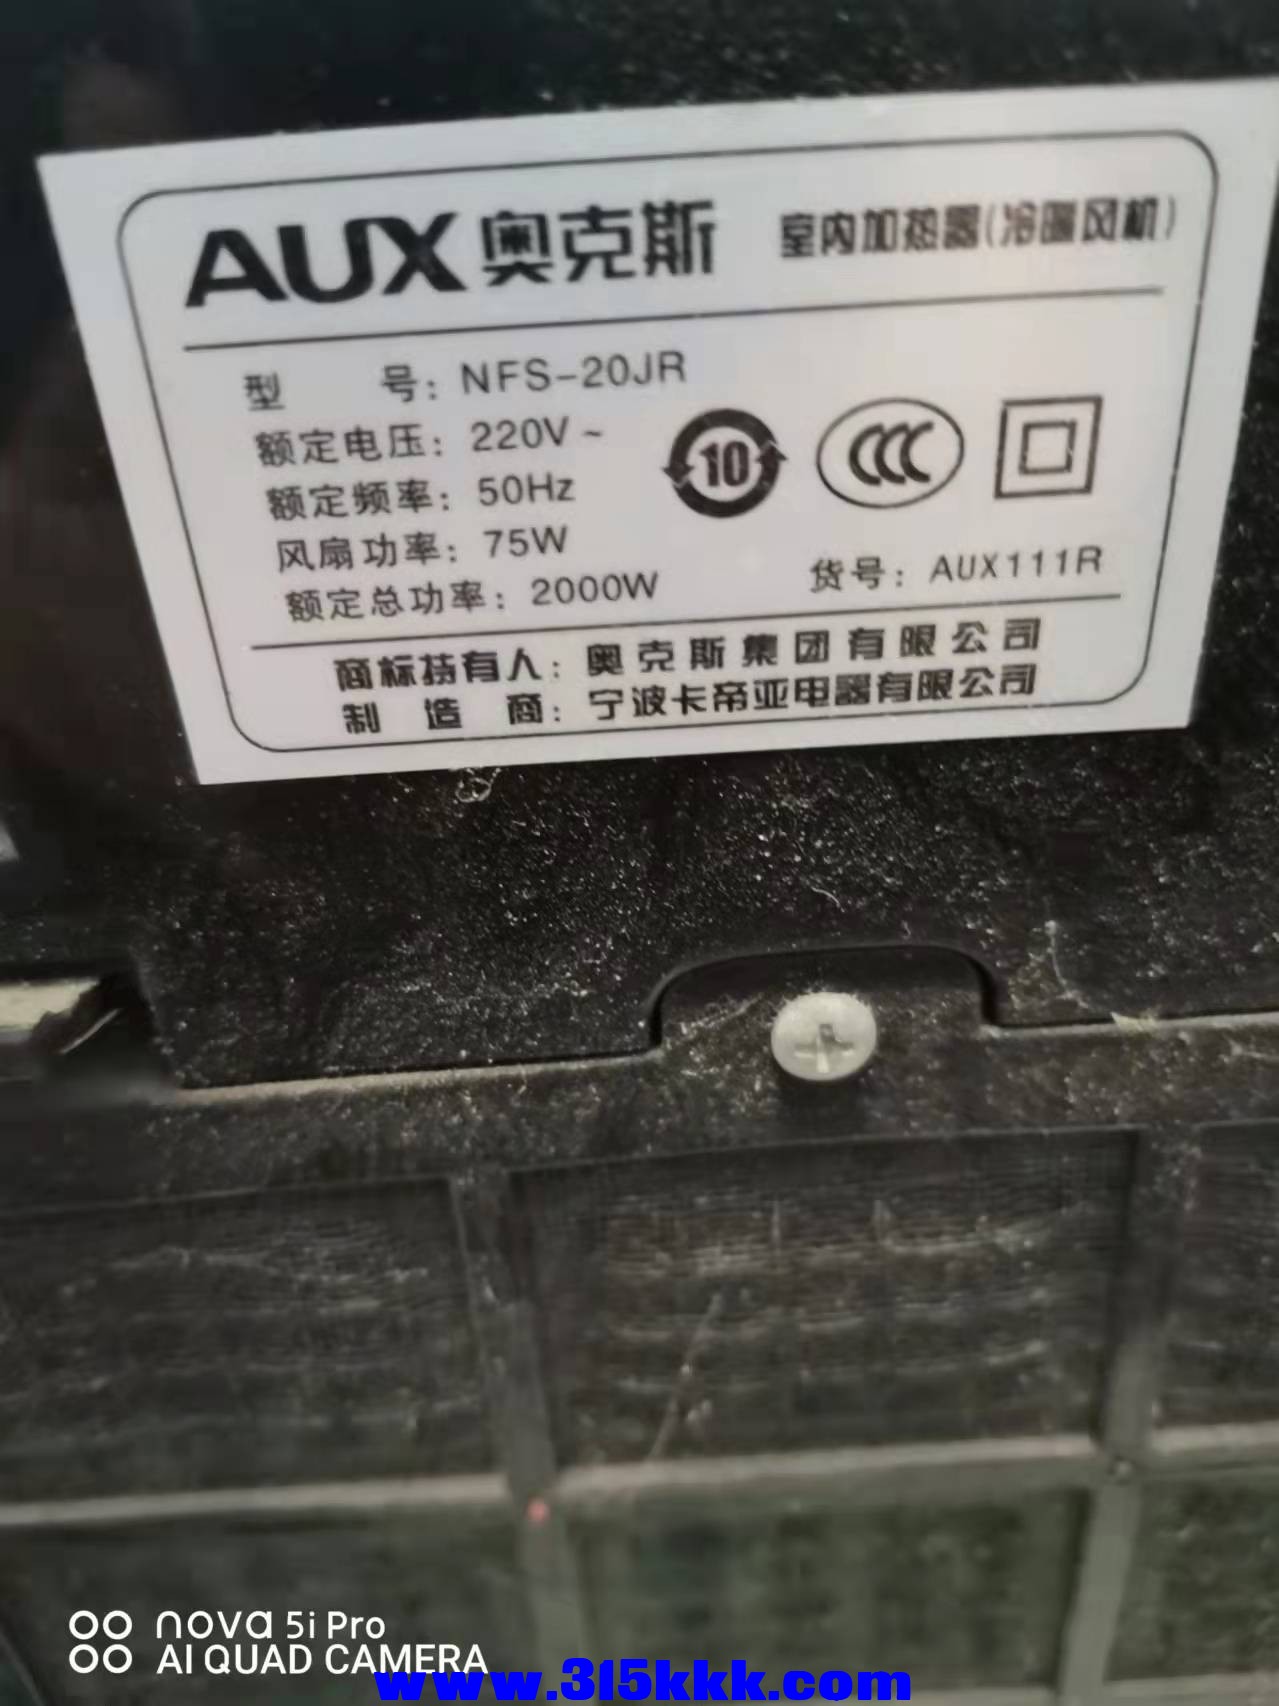 AUX 奥克斯 室内加热器(冷暖风机)
型 号: NFS-20JR
额定电压: 220V ~
额定频率: 50Hz
10
CCC
风扇功率: 75W
额定总功率: 2000W
货号: AUX111R
商标持有人: 奥克斯集团有限公司
制 造 商: 宁波卡帝亚电器有限公司
nova 5i Pro
AI QUAD CAMERA
www.315kkk.com